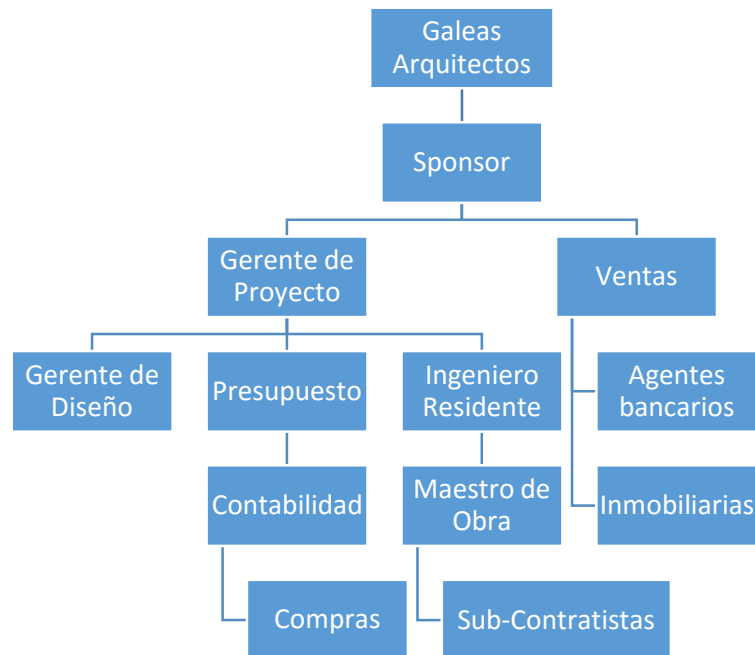 Galeas
Arquitectos
Sponsor
Gerente de
Proyecto
Ventas
Gerente de
Diseño
Presupuesto
Ingeniero
Residente
Agentes
bancarios
Contabilidad
Maestro de
Obra
Inmobiliarias
Compras
Sub-Contratistas